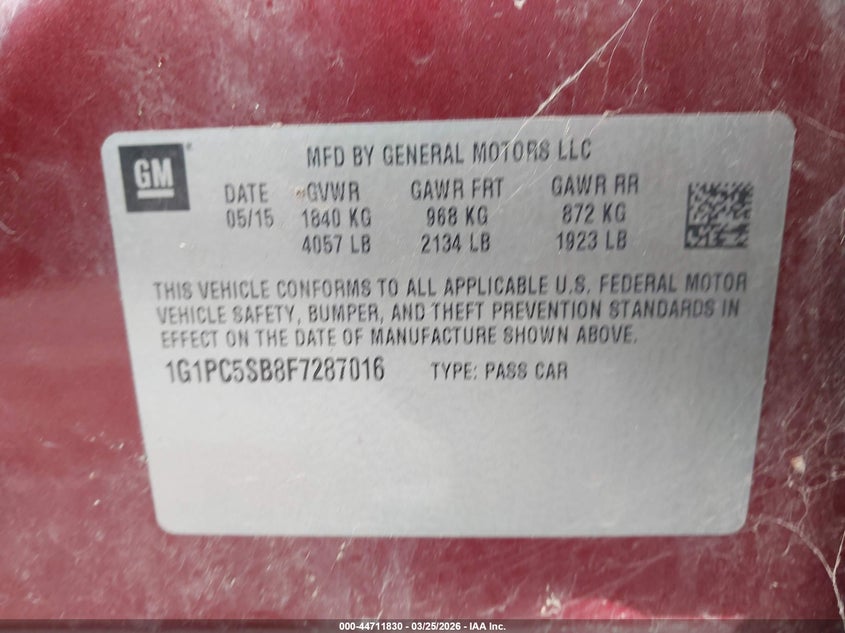 GM
MFD BY GENERAL MOTORS LLC
DATE GVWR GAWR FRT GAWR RR
05/15 1840 KG 968 KG 872 KG
4057 LB 2134 LB 1923 LB
THIS VEHICLE CONFORMS TO ALL APPLICABLE U.S. FEDERAL MOTOR
VEHICLE SAFETY, BUMPER, AND THEFT PREVENTION STANDARDS IN
EFFECT ON THE DATE OF MANUFACTURE SHOWN ABOVE.
1G1PC5SB8F7287016 TYPE: PASS CAR
000-44711830 | 03/25/2026 | IAA Inc.